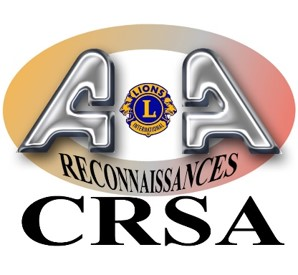 A A
LIONS
L
INTERNATIONAL
RECONNAISSANCES
CRSA